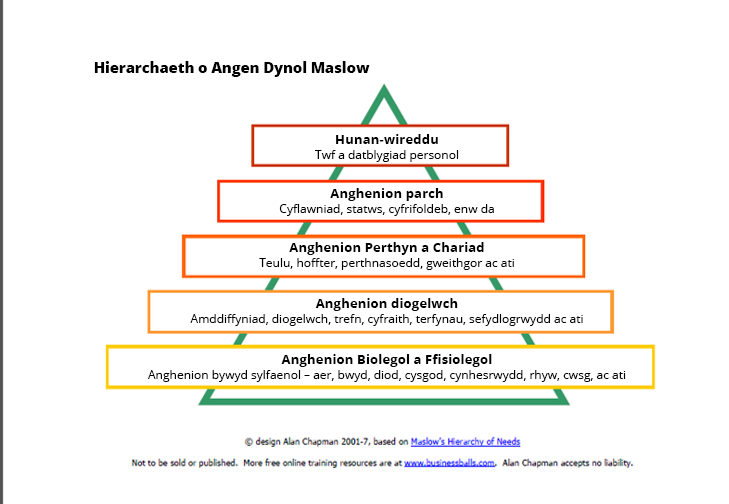 Hierarchaeth o Angen Dynol Maslow
Hunan-wireddu
Twf a datblygiad personol
Anghenion parch
Cyflawniad, statws, cyfrifoldeb, enw da
Anghenion Perthyn a Chariad
Teulu, hoffter, perthnasoedd, gweithgor ac ati
Anghenion diogelwch
Amddiffyniad, diogelwch, trefn, cyfraith, terfynau, sefydlogrwydd ac ati
Anghenion Biolegol a Ffisiolegol
Anghenion bywyd sylfaenol – aer, bwyd, diod, cysgod, cynhesrwydd, rhyw, cwsg, ac ati
© design Alan Chapman 2001-7, based on Maslow's Hierarchy of Needs
Not to be sold or published. More free online training resources are at www.businessballs.com. Alan Chapman accepts no liability.